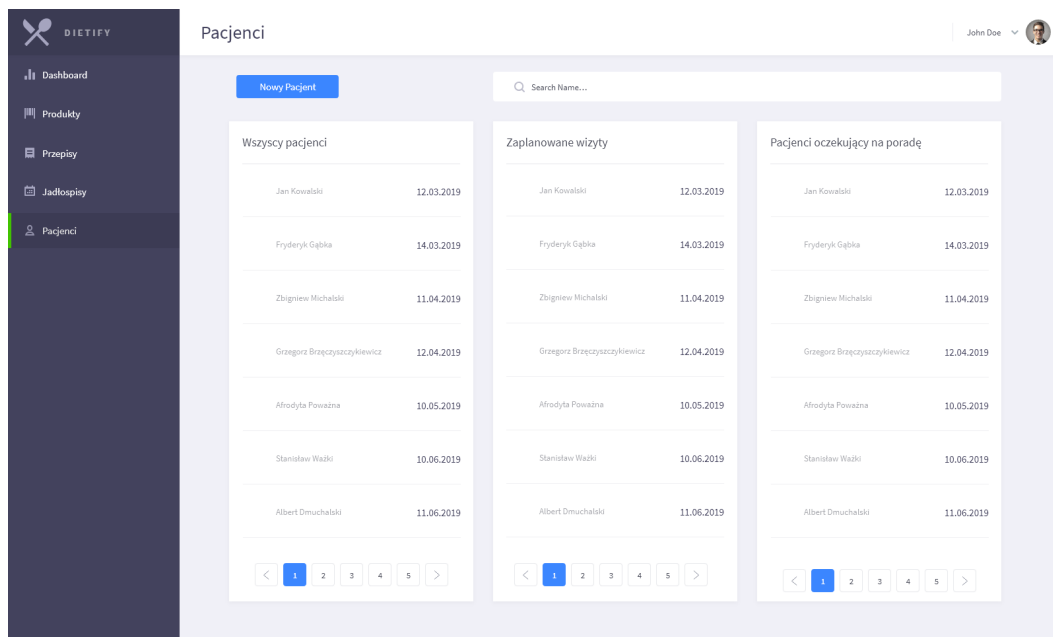 DIETIFY
Pacjenci
John Doe
Dashboard
Produkty
Przepisy
Jadłospisy
Pacjenci
Nowy Pacjent
Search Name...
Wszyscy pacjenci
Jan Kowalski 12.03.2019
Fryderyk Gąbka 14.03.2019
Zbigniew Michalski 11.04.2019
Grzegorz Brzęczyszczykiewicz 12.04.2019
Afrodyta Poważna 10.05.2019
Stanisław Ważki 10.06.2019
Albert Dmuchalski 11.06.2019
< 1 2 3 4 5 >
Zaplanowane wizyty
Jan Kowalski 12.03.2019
Fryderyk Gąbka 14.03.2019
Zbigniew Michalski 11.04.2019
Grzegorz Brzęczyszczykiewicz 12.04.2019
Afrodyta Poważna 10.05.2019
Stanisław Ważki 10.06.2019
Albert Dmuchalski 11.06.2019
< 1 2 3 4 5 >
Pacjenci oczekujący na poradę
Jan Kowalski 12.03.2019
Fryderyk Gąbka 14.03.2019
Zbigniew Michalski 11.04.2019
Grzegorz Brzęczyszczykiewicz 12.04.2019
Afrodyta Poważna 10.05.2019
Stanisław Ważki 10.06.2019
Albert Dmuchalski 11.06.2019
< 1 2 3 4 5 >